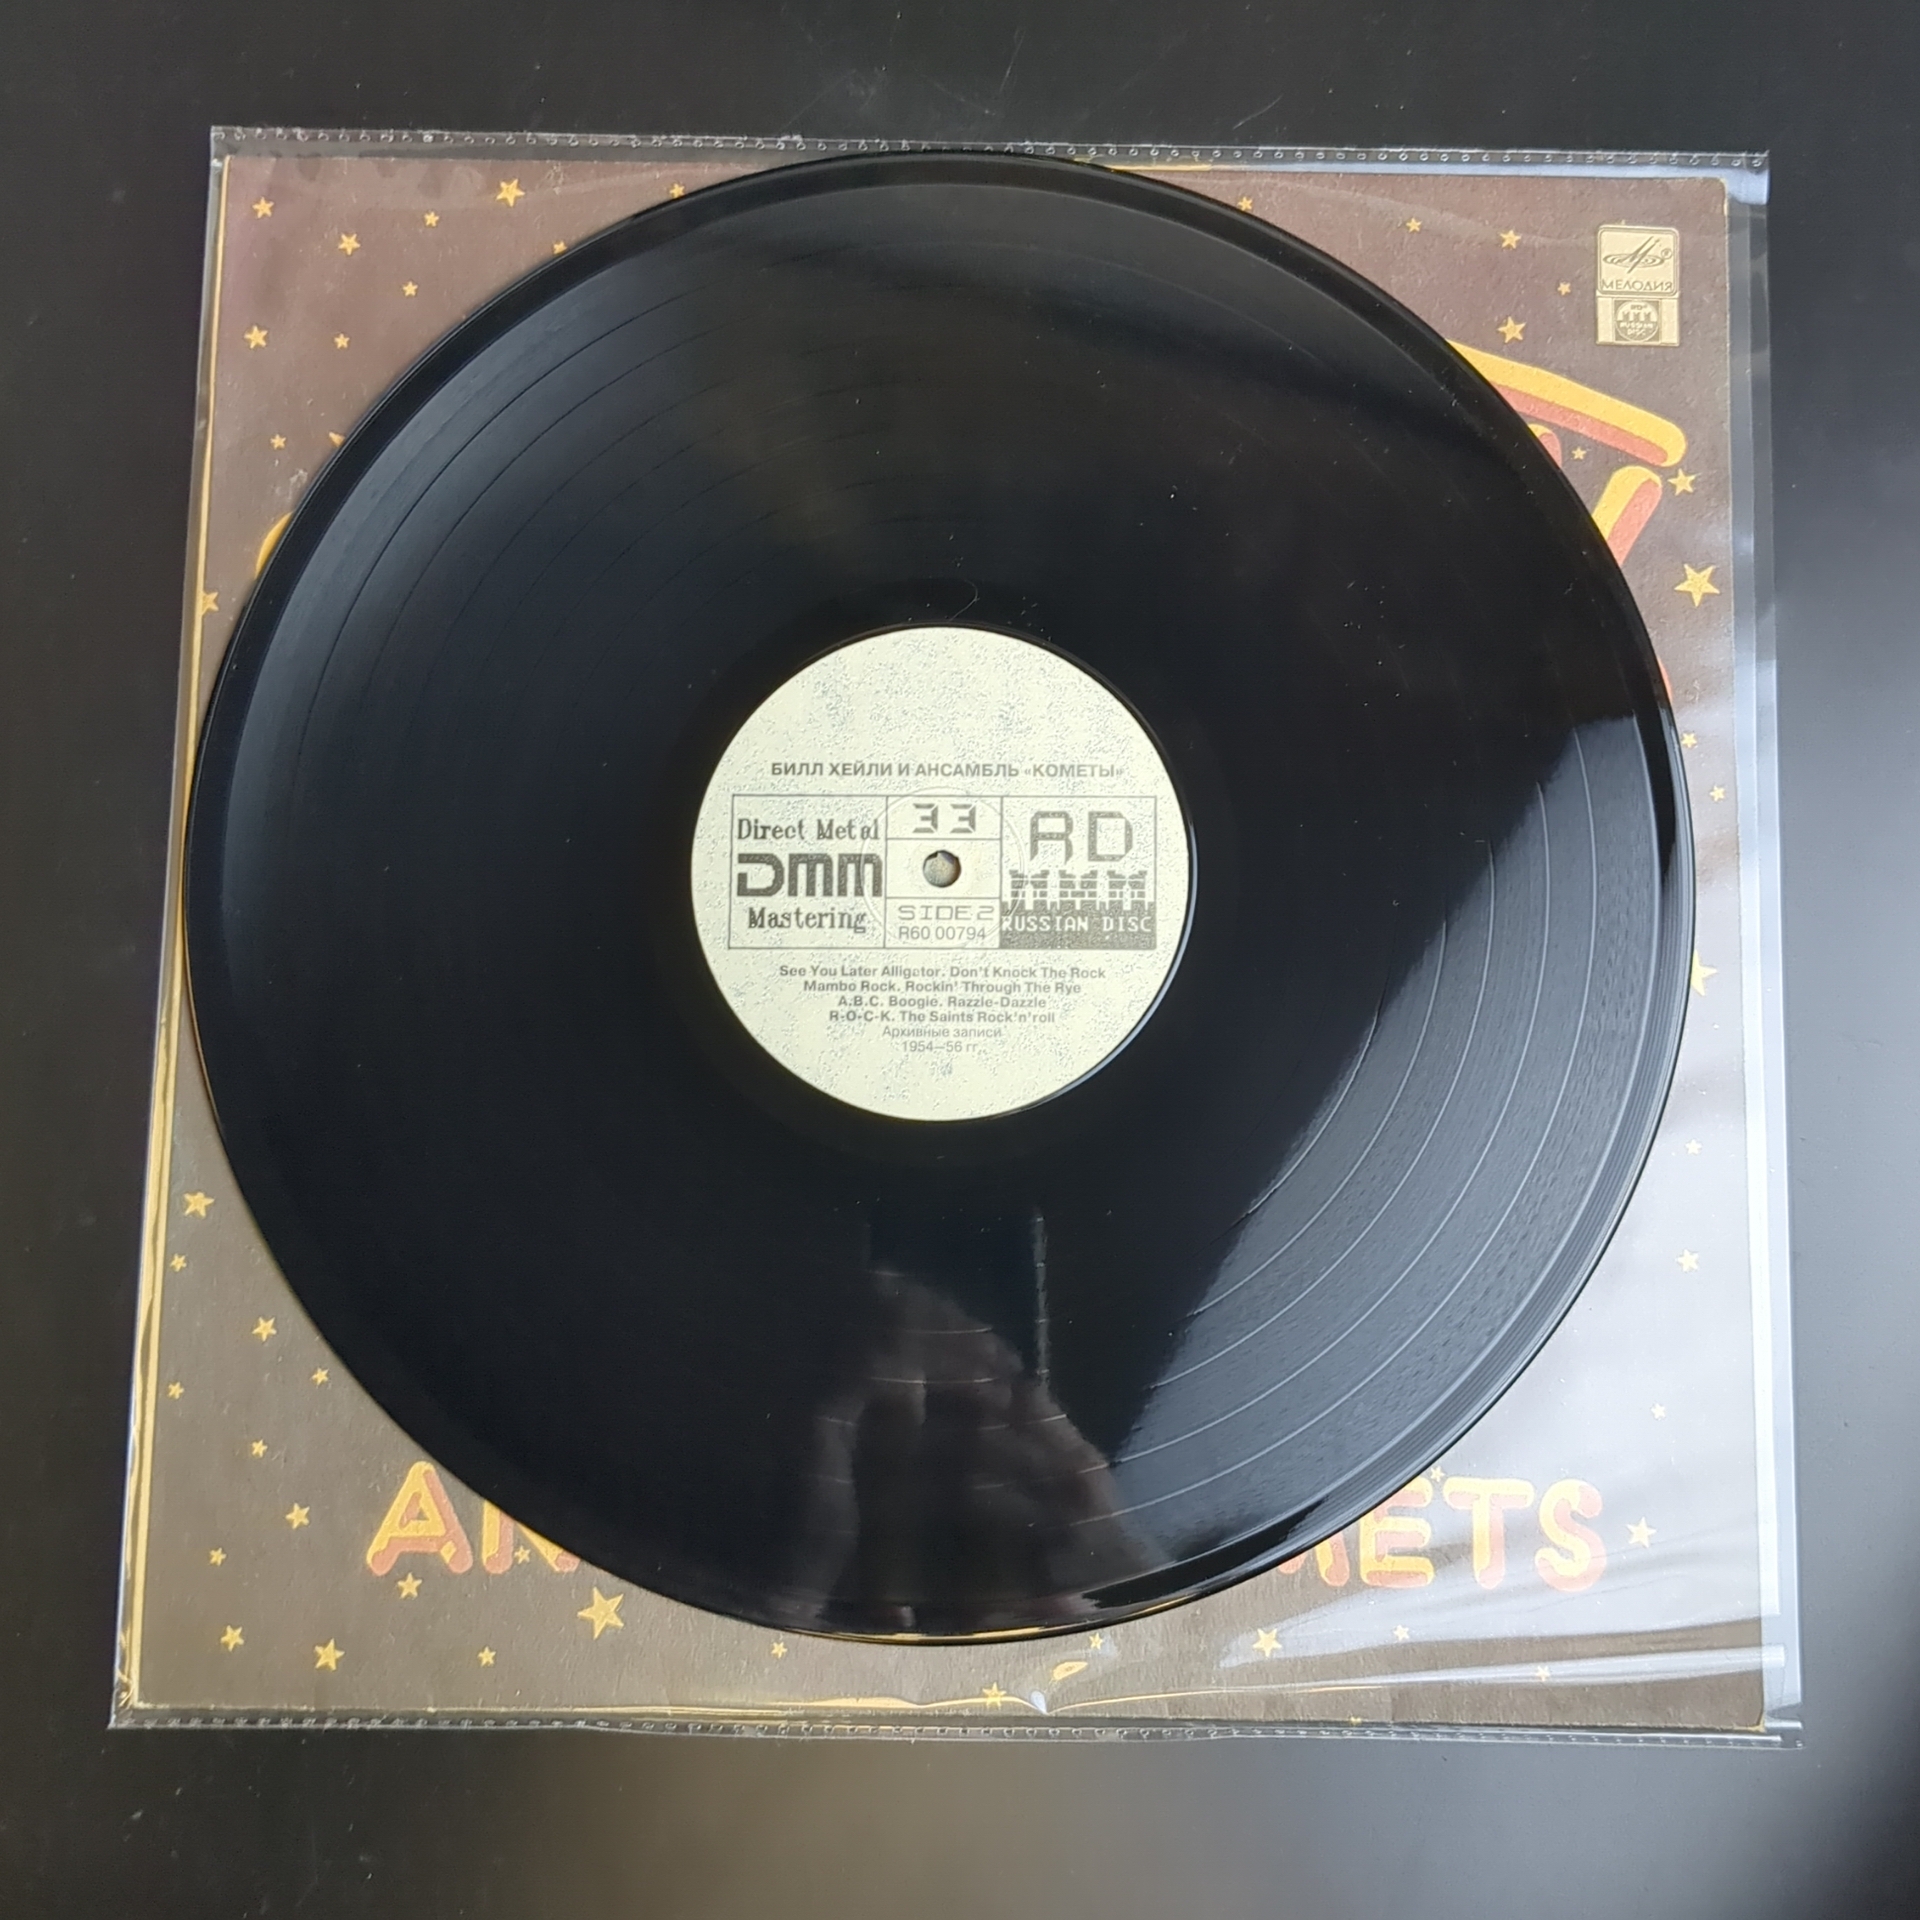 МЕЛОДИЯ
RUSSIAN
DISC
БИЛЛ ХЕЙЛИ И АНСАМБЛЬ «КОМЕТЫ»
Direct Metal
DMM
Mastering
33
SIDE 2
R60 00794
RD
RUSSIAN DISC
See You Later Alligator. Don't Knock The Rock
Mambo Rock. Rockin' Through The Rye
A.B.C. Boogie. Razzle-Dazzle
R-O-C-K. The Saints Rock'n'roll
Архивные записи
1954–56 гг.
METS